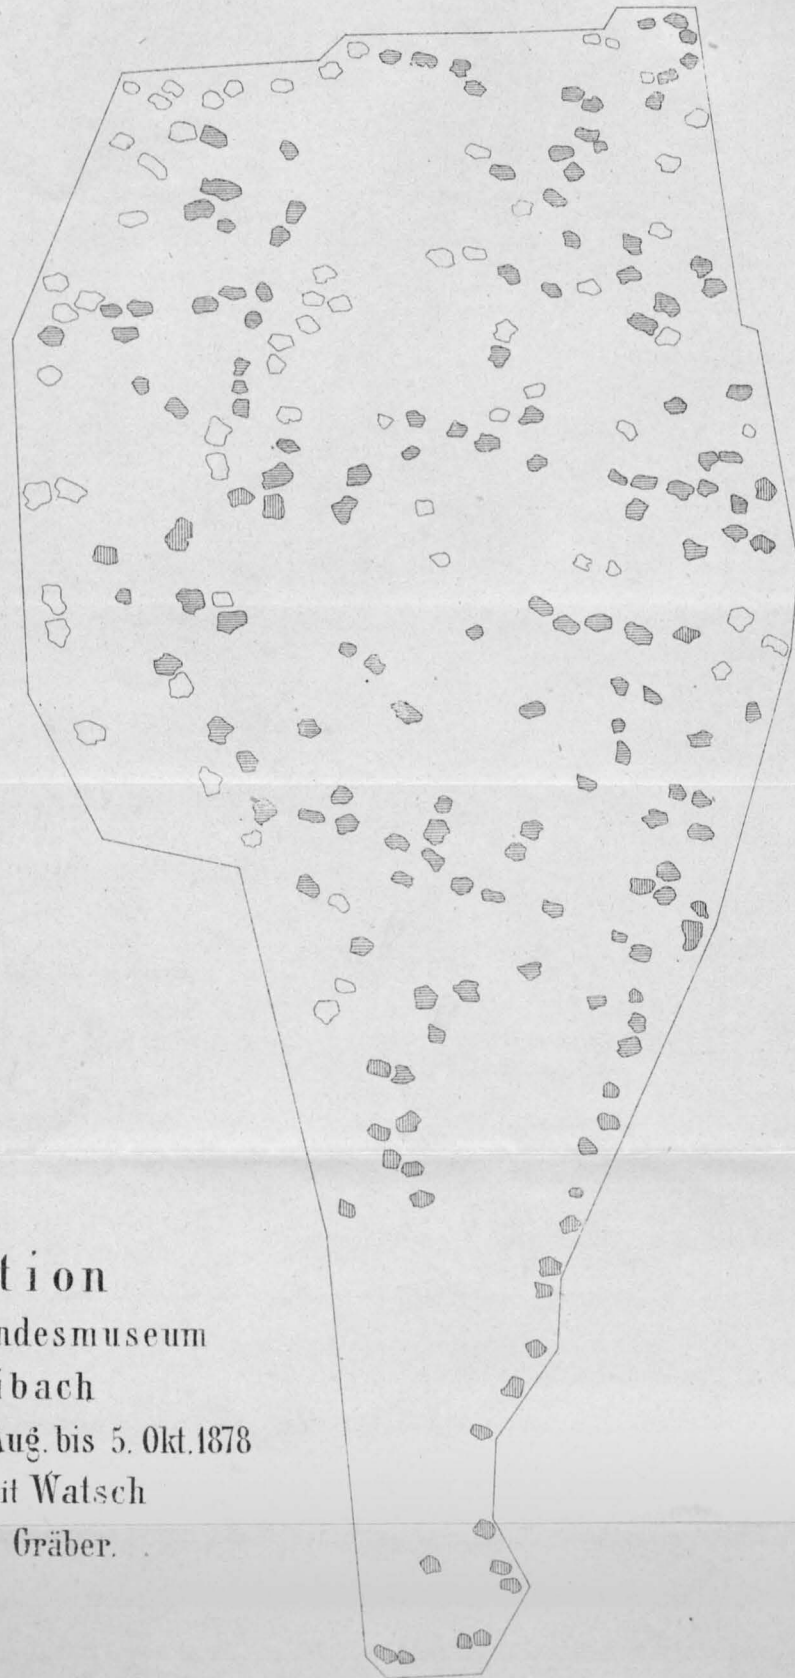 tion
ndesmuseum
ibach
Aug. bis 5. Okt. 1878
it Watsch
Gräber.